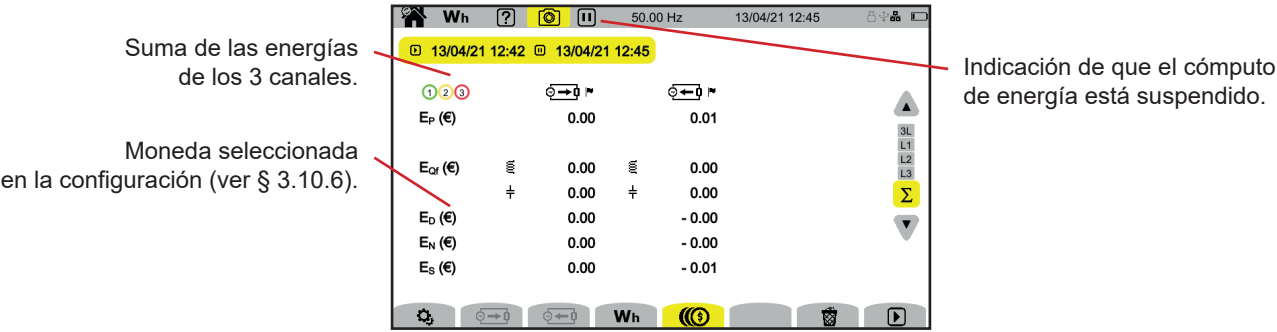 Wh ? 50.00 Hz 13/04/21 12:45
13/04/21 12:42 13/04/21 12:45
Suma de las energías
de los 3 canales.
Indicación de que el cómputo
de energía está suspendido.
1 2 3
EP (€) 0.00 0.01
Moneda seleccionada
en la configuración (ver § 3.10.6).
EQf (€) 0.00 0.00
0.00 0.00
ED (€) 0.00 - 0.00
EN (€) 0.00 - 0.00
ES (€) 0.00 - 0.01
3L
L1
L2
L3
Σ
Wh $